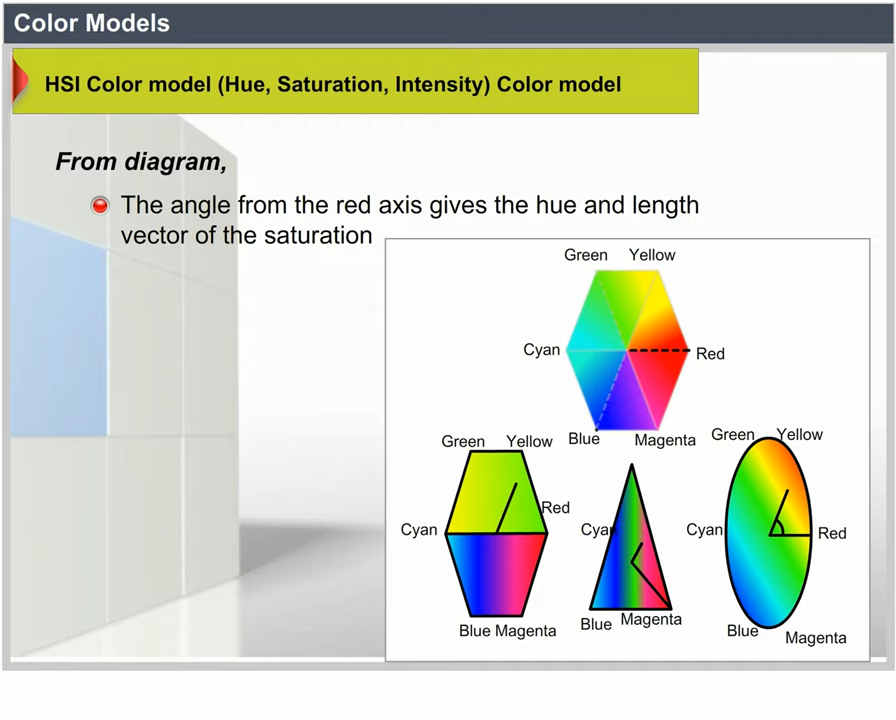 Color Models
HSI Color model (Hue, Saturation, Intensity) Color model
From diagram,
The angle from the red axis gives the hue and length
vector of the saturation
Green Yellow
Cyan Red
Blue Magenta
Green Yellow
Red
Cyan
Blue Magenta
Cyan
Blue Magenta
Green Yellow
Cyan Red
Blue Magenta